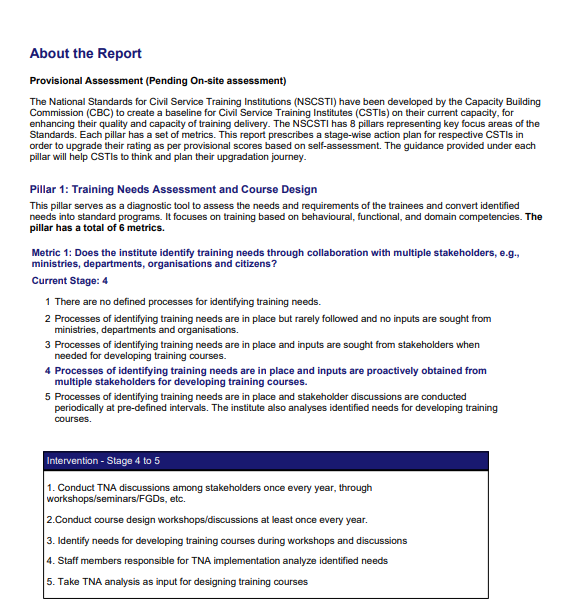 About the Report
Provisional Assessment (Pending On-site assessment)
The National Standards for Civil Service Training Institutions (NSCSTI) have been developed by the Capacity Building
Commission (CBC) to create a baseline for Civil Service Training Institutes (CSTIs) on their current capacity, for
enhancing their quality and capacity of training delivery. The NSCSTI has 8 pillars representing key focus areas of the
Standards. Each pillar has a set of metrics. This report prescribes a stage-wise action plan for respective CSTIs in
order to upgrade their rating as per provisional scores based on self-assessment. The guidance provided under each
pillar will help CSTIs to think and plan their upgradation journey.
Pillar 1: Training Needs Assessment and Course Design
This pillar serves as a diagnostic tool to assess the needs and requirements of the trainees and convert identified
needs into standard programs. It focuses on training based on behavioural, functional, and domain competencies. The
pillar has a total of 6 metrics.
Metric 1: Does the institute identify training needs through collaboration with multiple stakeholders, e.g.,
ministries, departments, organisations and citizens?
Current Stage: 4
1 There are no defined processes for identifying training needs.
2 Processes of identifying training needs are in place but rarely followed and no inputs are sought from
ministries, departments and organisations.
3 Processes of identifying training needs are in place and inputs are sought from stakeholders when
needed for developing training courses.
4 Processes of identifying training needs are in place and inputs are proactively obtained from
multiple stakeholders for developing training courses.
5 Processes of identifying training needs are in place and stakeholder discussions are conducted
periodically at pre-defined intervals. The institute also analyses identified needs for developing training
courses.
Intervention - Stage 4 to 5
1. Conduct TNA discussions among stakeholders once every year, through
workshops/seminars/FGDs, etc.
2.Conduct course design workshops/discussions at least once every year.
3. Identify needs for developing training courses during workshops and discussions
4. Staff members responsible for TNA implementation analyze identified needs
5. Take TNA analysis as input for designing training courses